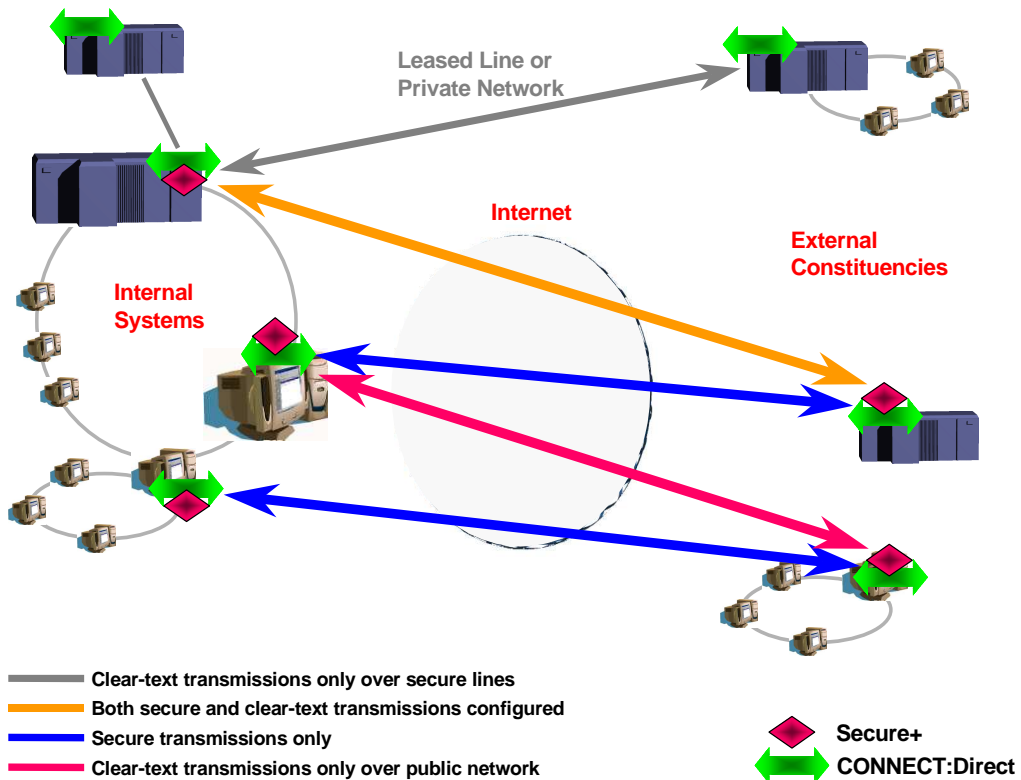 Leased Line or
Private Network
Internet
External
Constituencies
Internal
Systems
Clear-text transmissions only over secure lines
Both secure and clear-text transmissions configured
Secure transmissions only
Clear-text transmissions only over public network
Secure+
CONNECT:Direct